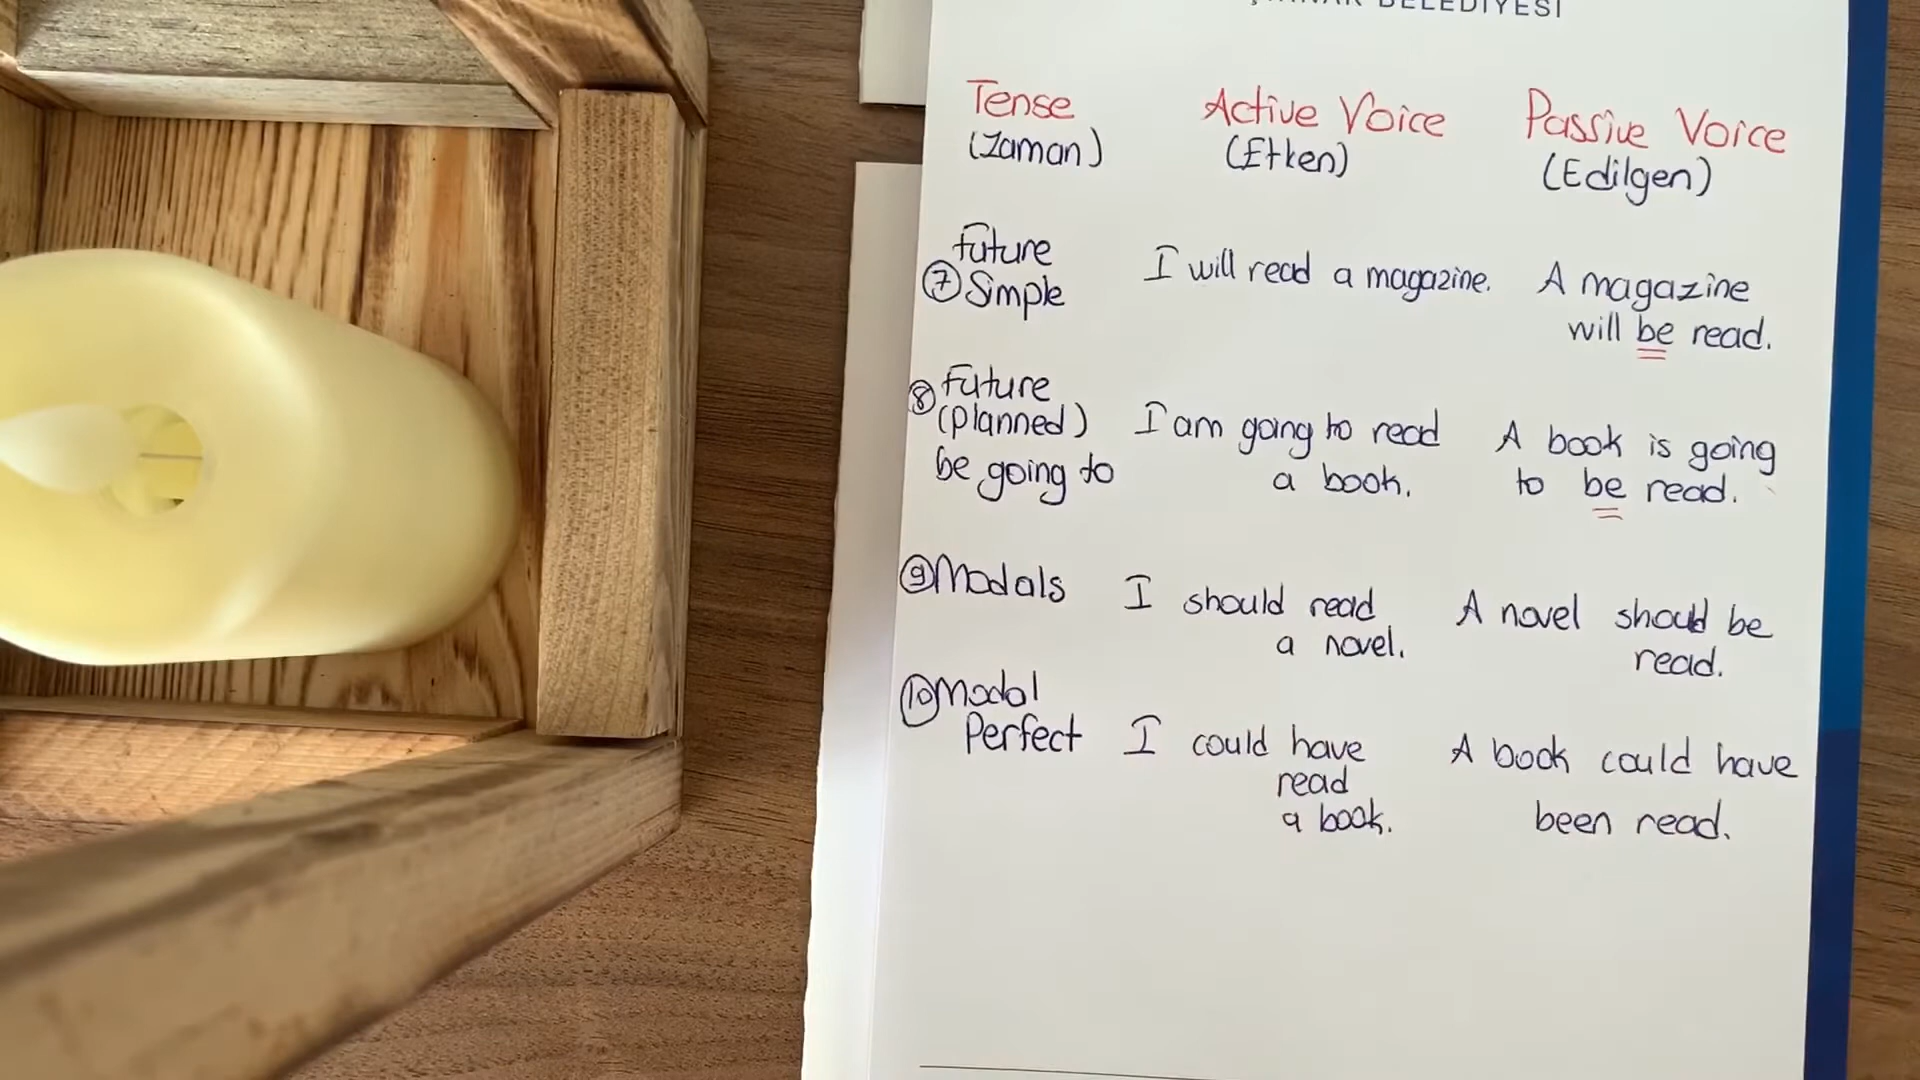 BELEDİYESİ
Tense Active Voice Passive Voice
(Zaman) (Etken) (Edilgen)
Future
⑦ Simple I will read a magazine. A magazine
will be read.
⑧ Future
(planned) I am going to read A book is going
be going to a book. to be read.
⑨ Modals I should read A novel should be
a novel. read.
⑩ Modal
Perfect I could have A book could have
read
a book. been read.